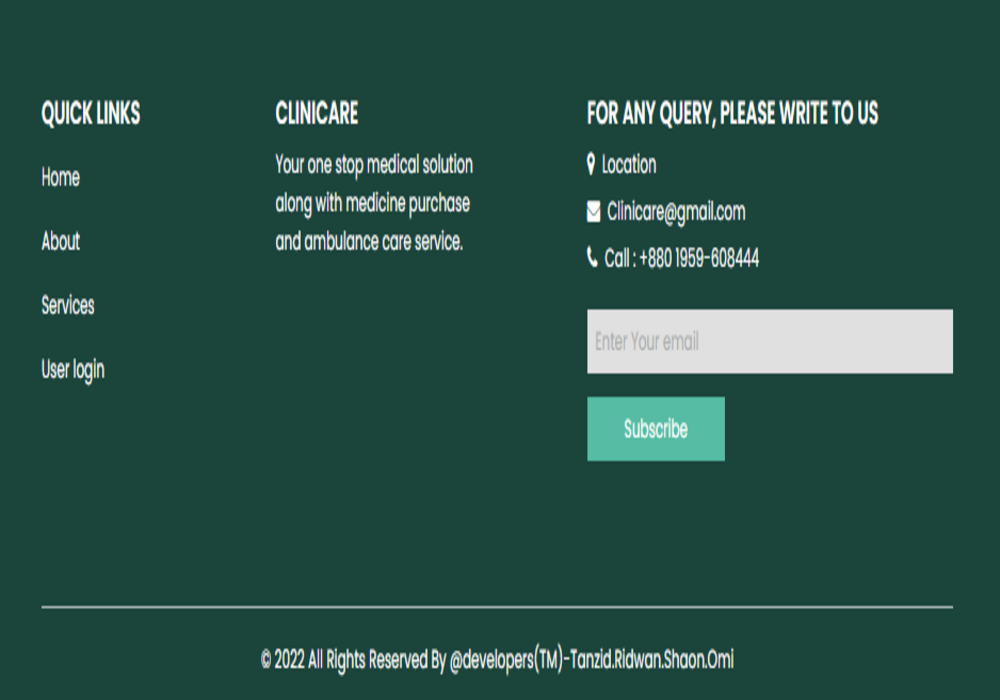 QUICK LINKS
Home
About
Services
User login
CLINICARE
Your one stop medical solution
along with medicine purchase
and ambulance care service.
FOR ANY QUERY, PLEASE WRITE TO US
Location
Clinicare@gmail.com
Call : +880 1959-608444
Enter Your email
Subscribe
© 2022 All Rights Reserved By @developers(TM)-Tanzid.Ridwan.Shaon.Omi